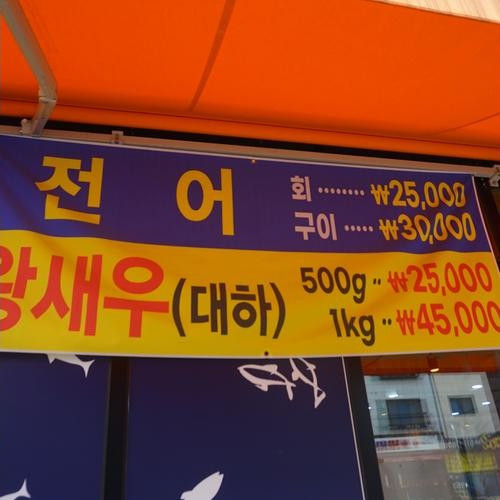 전 어
회 ········ ₩25,000
구이 ····· ₩30,000
왕새우(대하)
500g ·· ₩25,000
1kg ·· ₩45,000